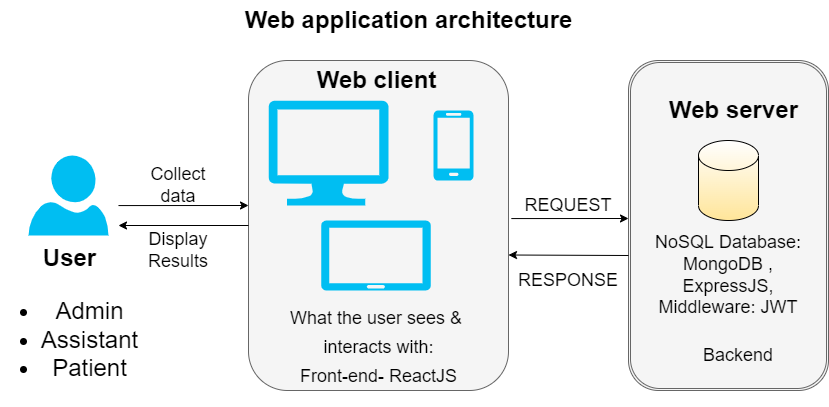 Web application architecture
User
• Admin
• Assistant
• Patient
Collect
data
Display
Results
Web client
What the user sees &
interacts with:
Front-end- ReactJS
REQUEST
RESPONSE
Web server
NoSQL Database:
MongoDB ,
ExpressJS,
Middleware: JWT
Backend